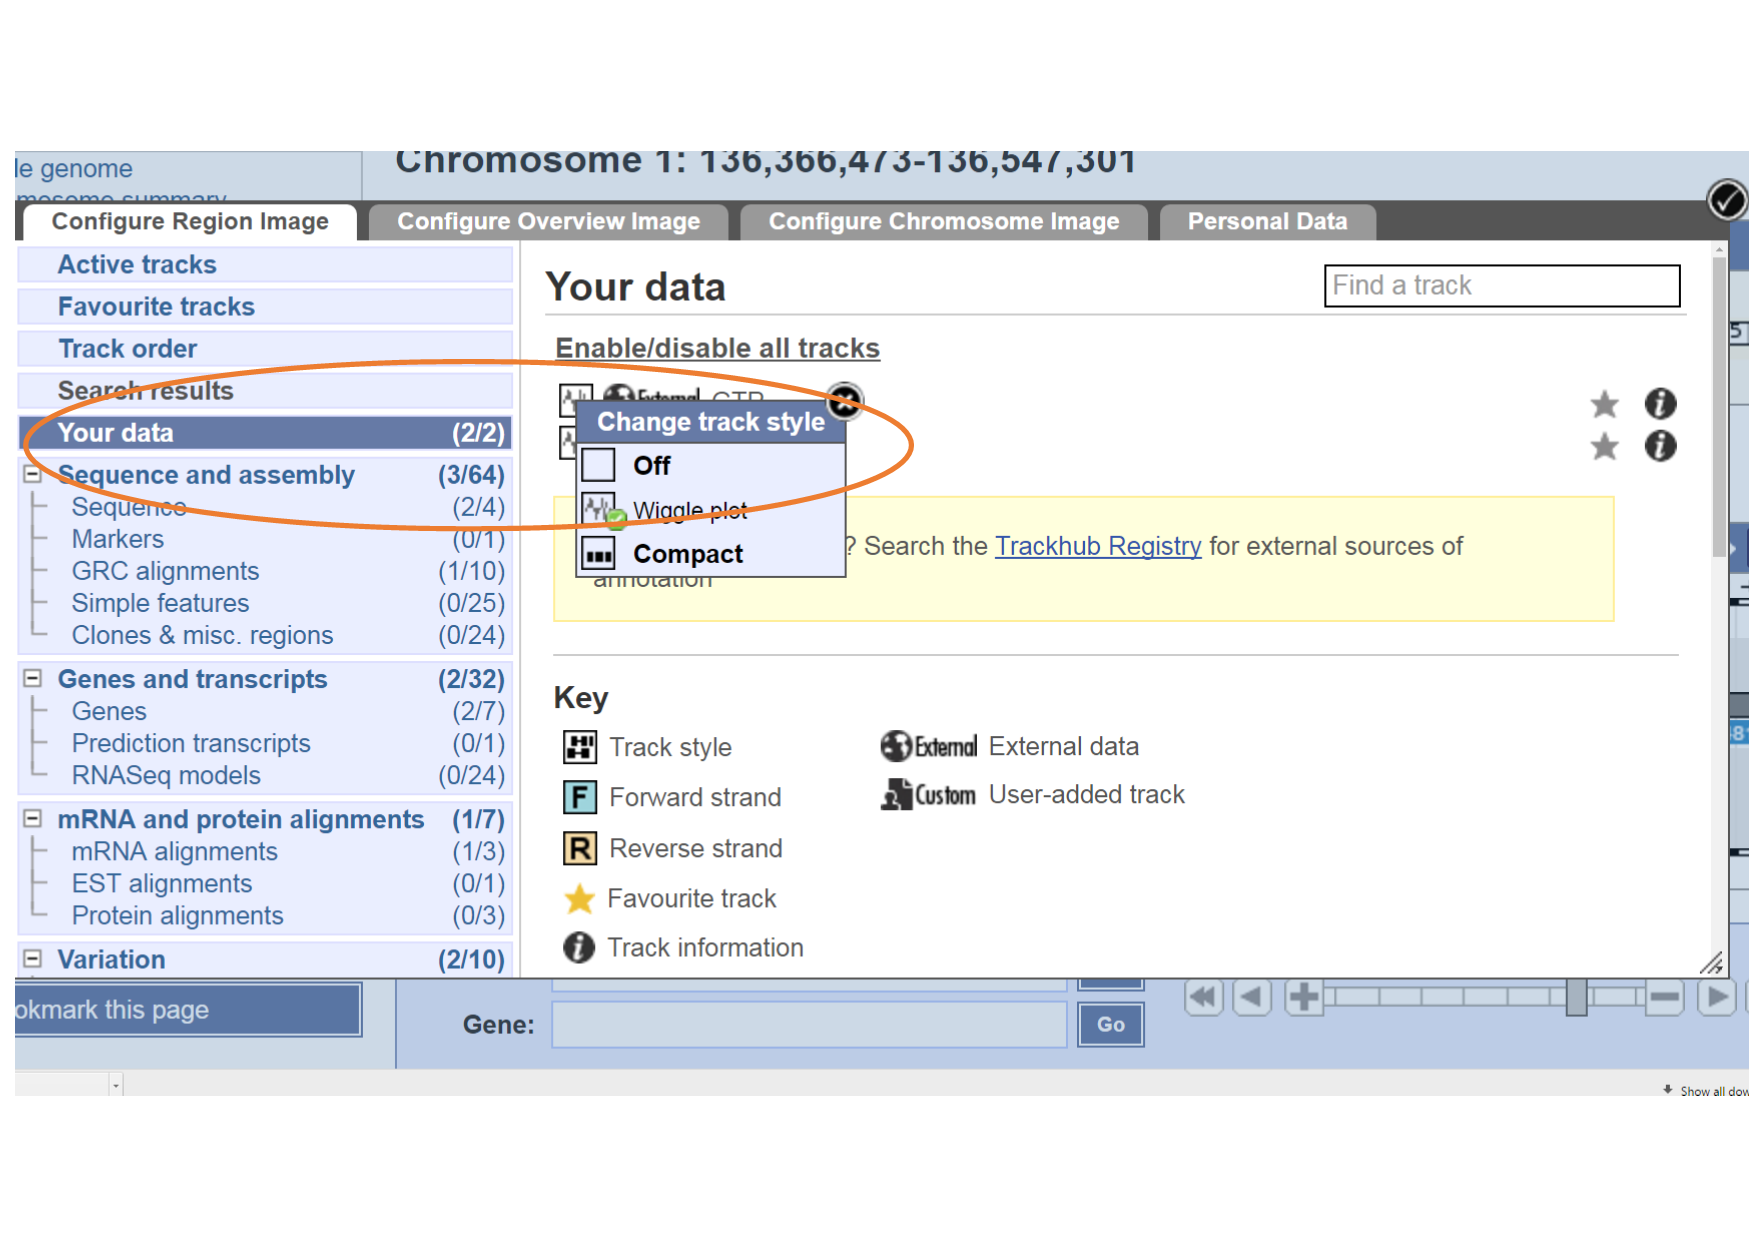 le genome
Chromosome 1: 136,366,473-136,547,301
mosome summary
Configure Region Image
Configure Overview Image
Configure Chromosome Image
Personal Data
Active tracks
Favourite tracks
Track order
Search results
Your data (2/2)
Sequence and assembly (3/64)
Sequence (2/4)
Markers (0/1)
GRC alignments (1/10)
Simple features (0/25)
Clones & misc. regions (0/24)
Genes and transcripts (2/32)
Genes (2/7)
Prediction transcripts (0/1)
RNASeq models (0/24)
mRNA and protein alignments (1/7)
mRNA alignments (1/3)
EST alignments (0/1)
Protein alignments (0/3)
Variation (2/10)
Your data
Find a track
Enable/disable all tracks
External
Change track style
Off
Wiggle plot
Compact
? Search the Trackhub Registry for external sources of
annotation
Key
Track style
External External data
F Forward strand
Custom User-added track
R Reverse strand
Favourite track
i Track information
okmark this page
Gene:
Go
Show all dow